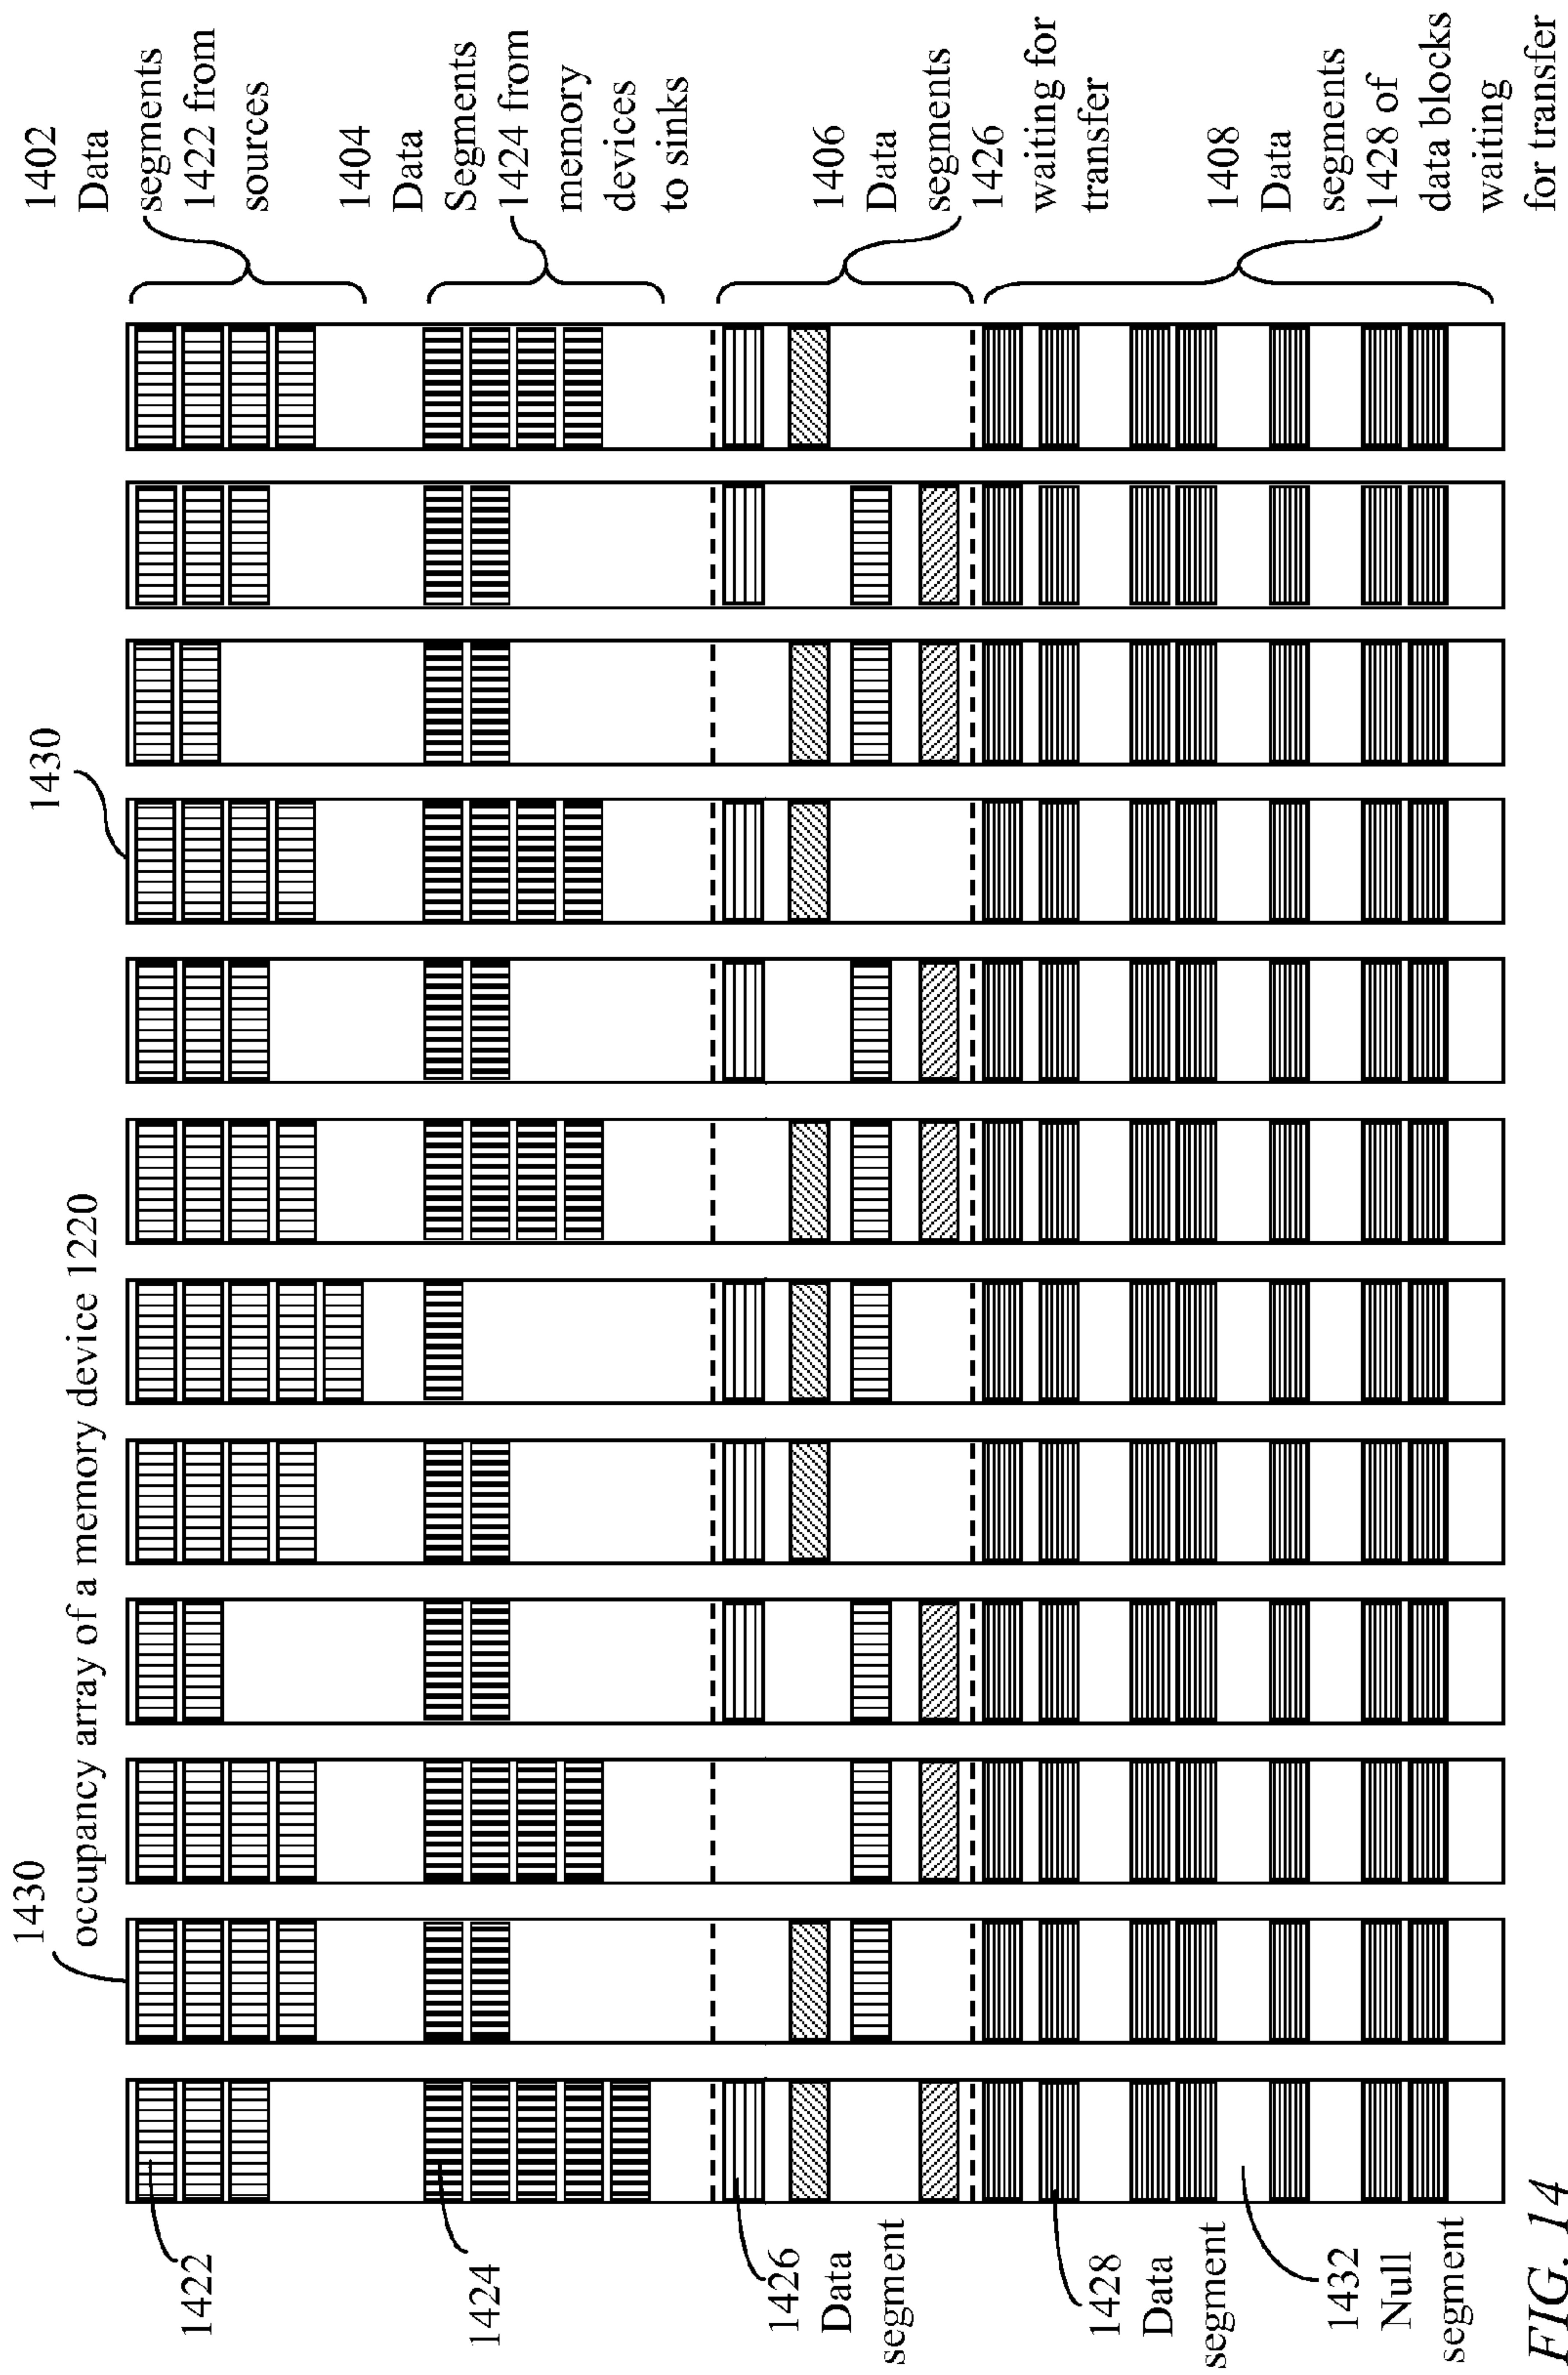 1430
occupancy array of a memory device 1220
1430
1402
Data
segments
1422 from
sources
1404
Data
Segments
1424 from
memory
devices
to sinks
1406
Data
segments
1426
waiting for
transfer
1408
Data
segments
1428 of
data blocks
waiting
for transfer
1422
1424
1426
Data
segment
1428
Data
segment
1432
Null
segment
FIG. 14